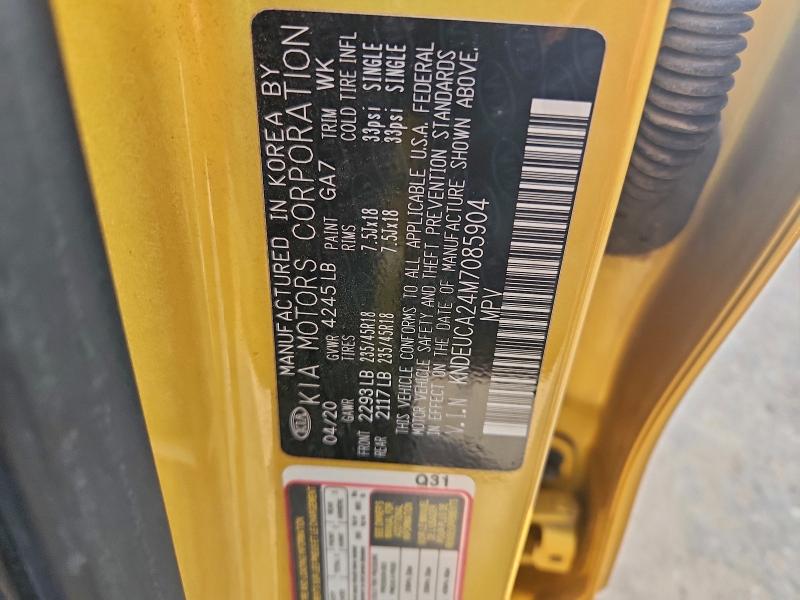 MANUFACTURED IN KOREA BY
KIA KIA MOTORS CORPORATION
04/20 GVWR 4245LB PAINT GA7 TRIM WK
GAWR TIRES RIMS COLD TIRE INFL
FRONT 2293LB 235/45R18 7.5Jx18 33psi SINGLE
REAR 2117LB 235/45R18 7.5Jx18 33psi SINGLE
THIS VEHICLE CONFORMS TO ALL APPLICABLE U.S.A. FEDERAL
MOTOR VEHICLE SAFETY AND THEFT PREVENTION STANDARDS
IN EFFECT ON THE DATE OF MANUFACTURE SHOWN ABOVE.
V.I.N KNDEUCA24M7085904
MPV
Q31